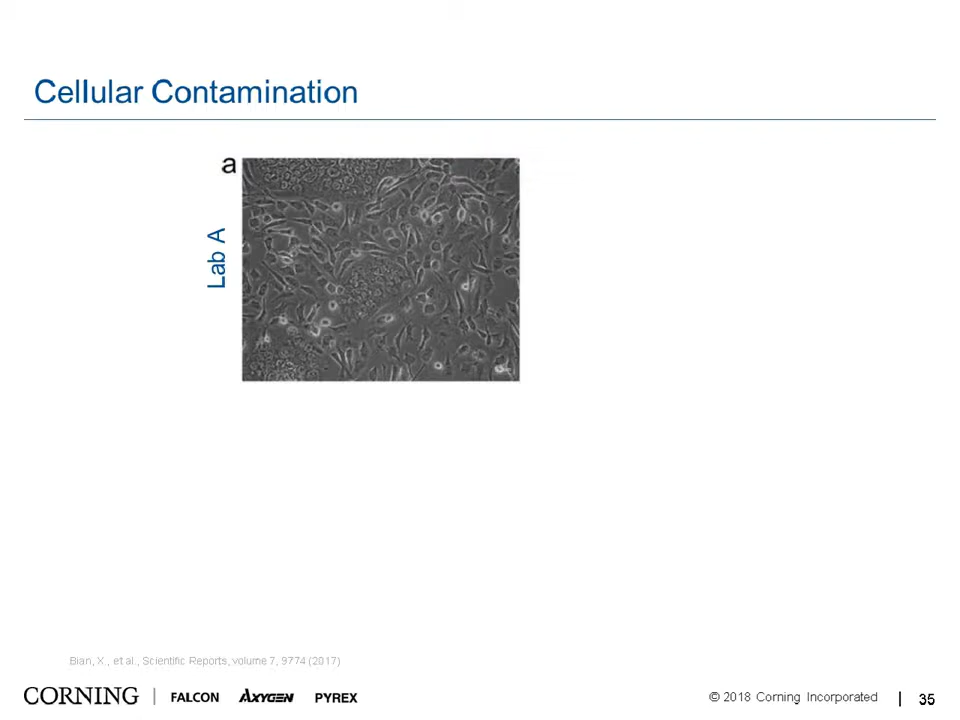 Cellular Contamination
a
Lab A
Bian, X., et al., Scientific Reports, volume 7, 9774 (2017)
CORNING | FALCON AXYGEN PYREX © 2018 Corning Incorporated | 35